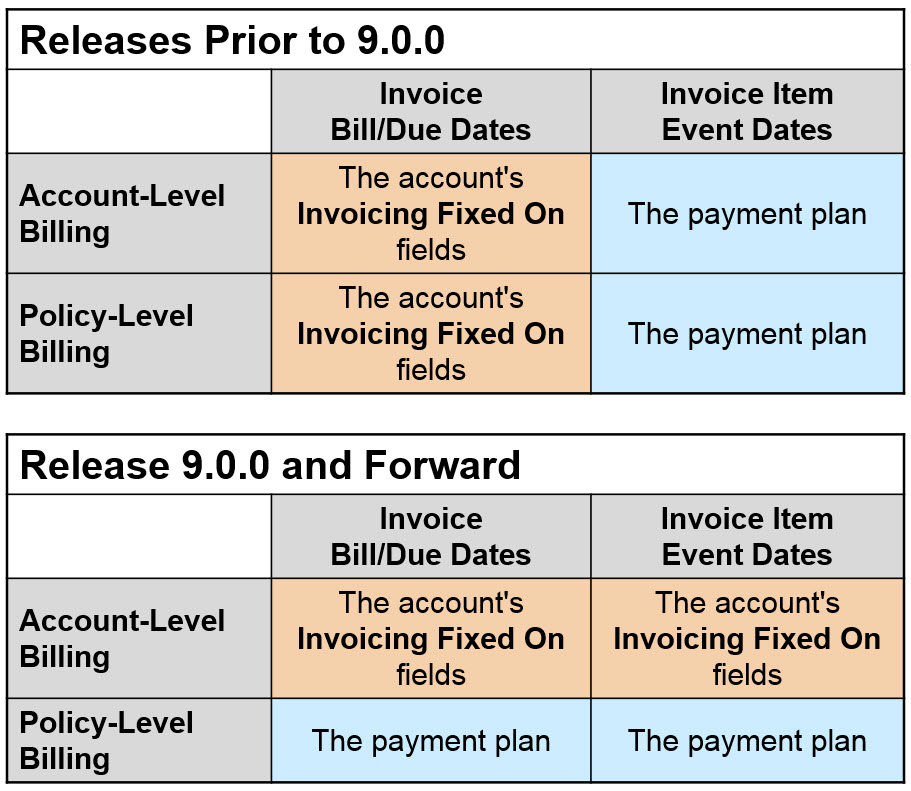 Releases Prior to 9.0.0
Invoice
Bill/Due Dates
Invoice Item
Event Dates
Account-Level
Billing
The account's
Invoicing Fixed On
fields
The payment plan
Policy-Level
Billing
The account's
Invoicing Fixed On
fields
The payment plan
Release 9.0.0 and Forward
Invoice
Bill/Due Dates
Invoice Item
Event Dates
Account-Level
Billing
The account's
Invoicing Fixed On
fields
The account's
Invoicing Fixed On
fields
Policy-Level
Billing
The payment plan
The payment plan